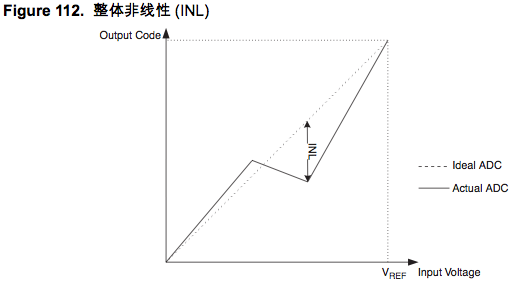 Figure 112. 整体非线性 (INL)
Output Code
INL
Ideal ADC
Actual ADC
VREF Input Voltage